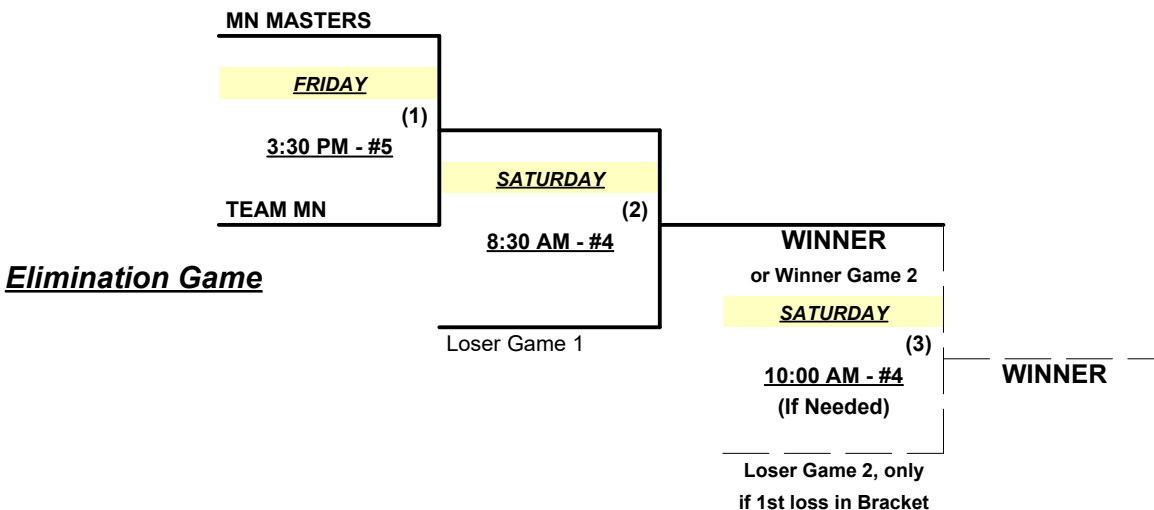 MN MASTERS
FRIDAY
(1)
3:30 PM - #5
TEAM MN
SATURDAY
(2)
8:30 AM - #4
Loser Game 1
Elimination Game
WINNER
or Winner Game 2
SATURDAY
(3)
10:00 AM - #4
(If Needed)
Loser Game 2, only
if 1st loss in Bracket
WINNER